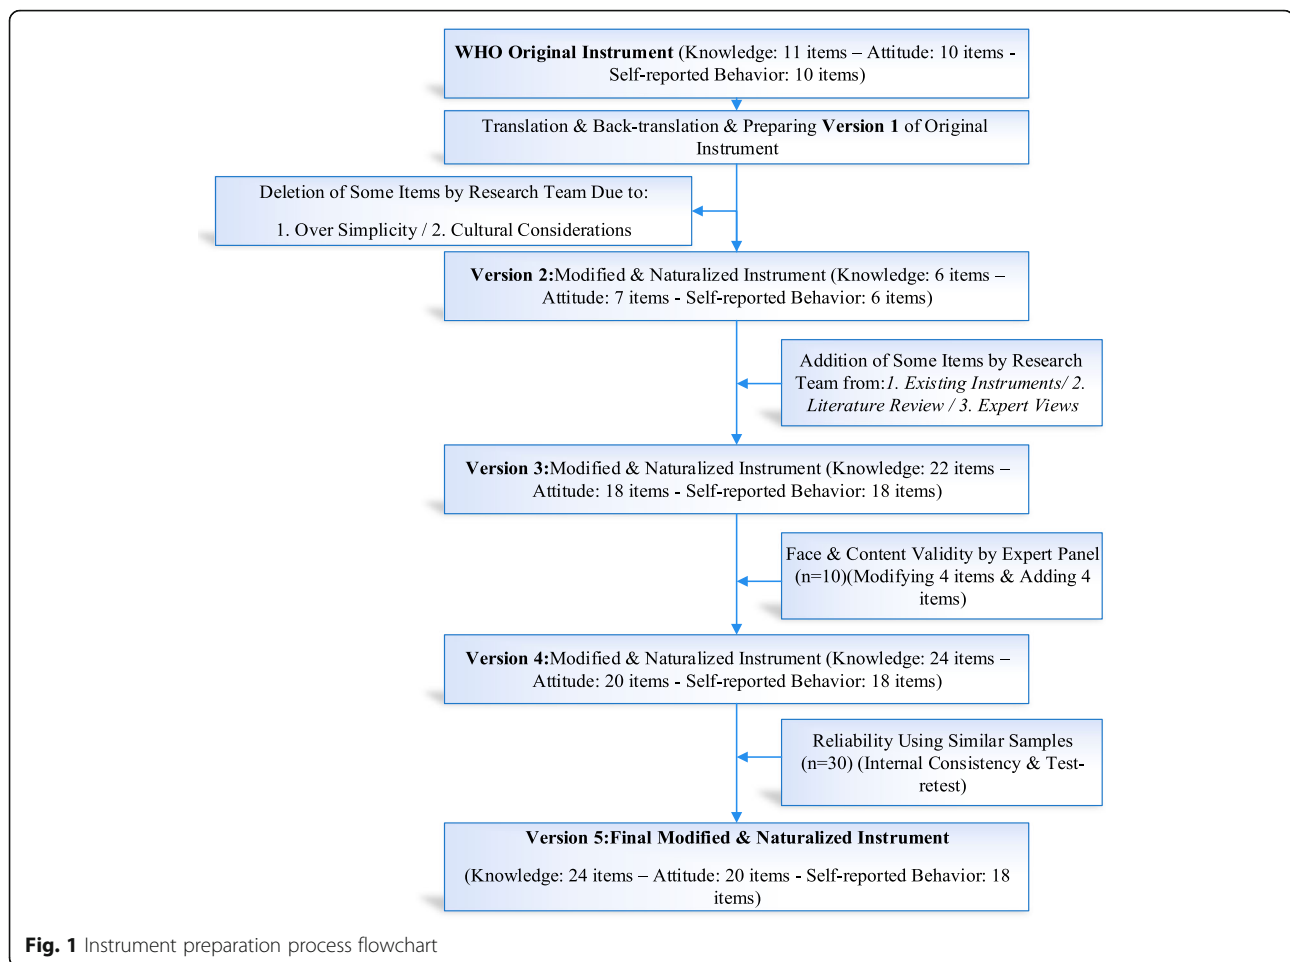 WHO Original Instrument (Knowledge: 11 items – Attitude: 10 items -
Self-reported Behavior: 10 items)
Translation & Back-translation & Preparing Version 1 of Original
Instrument
Deletion of Some Items by Research Team Due to:
1. Over Simplicity / 2. Cultural Considerations
Version 2:Modified & Naturalized Instrument (Knowledge: 6 items –
Attitude: 7 items - Self-reported Behavior: 6 items)
Addition of Some Items by Research
Team from:1. Existing Instruments/ 2.
Literature Review / 3. Expert Views
Version 3:Modified & Naturalized Instrument (Knowledge: 22 items –
Attitude: 18 items - Self-reported Behavior: 18 items)
Face & Content Validity by Expert Panel
(n=10)(Modifying 4 items & Adding 4
items)
Version 4:Modified & Naturalized Instrument (Knowledge: 24 items –
Attitude: 20 items - Self-reported Behavior: 18 items)
Reliability Using Similar Samples
(n=30) (Internal Consistency & Test-
retest)
Version 5:Final Modified & Naturalized Instrument
(Knowledge: 24 items – Attitude: 20 items - Self-reported Behavior: 18
items)
Fig. 1 Instrument preparation process flowchart